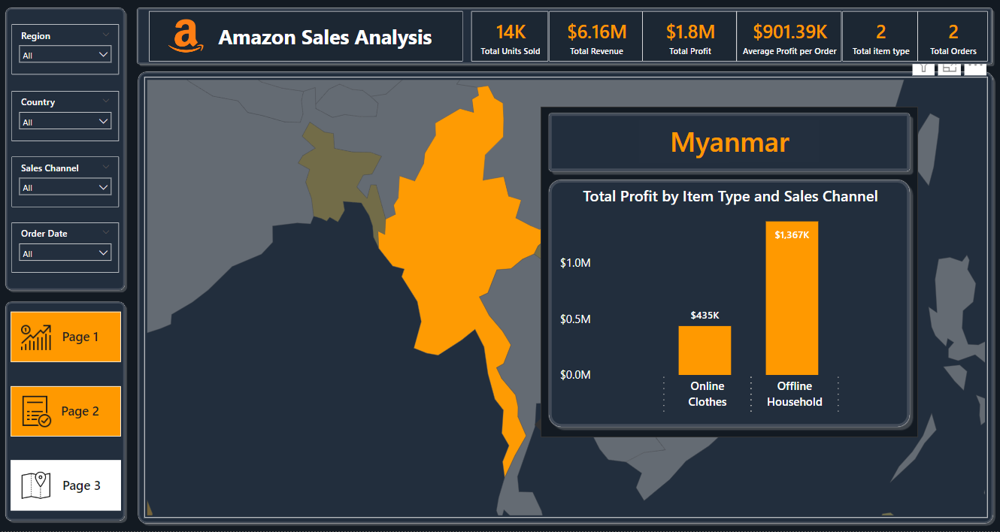 Region
All
Country
All
Sales Channel
All
Order Date
All
Page 1
Page 2
Page 3
a
Amazon Sales Analysis
14K
Total Units Sold
$6.16M
Total Revenue
$1.8M
Total Profit
$901.39K
Average Profit per Order
2
Total item type
2
Total Orders
Myanmar
Total Profit by Item Type and Sales Channel
$1.0M
$0.5M
$0.0M
$435K
$1,367K
Online
Clothes
Offline
Household